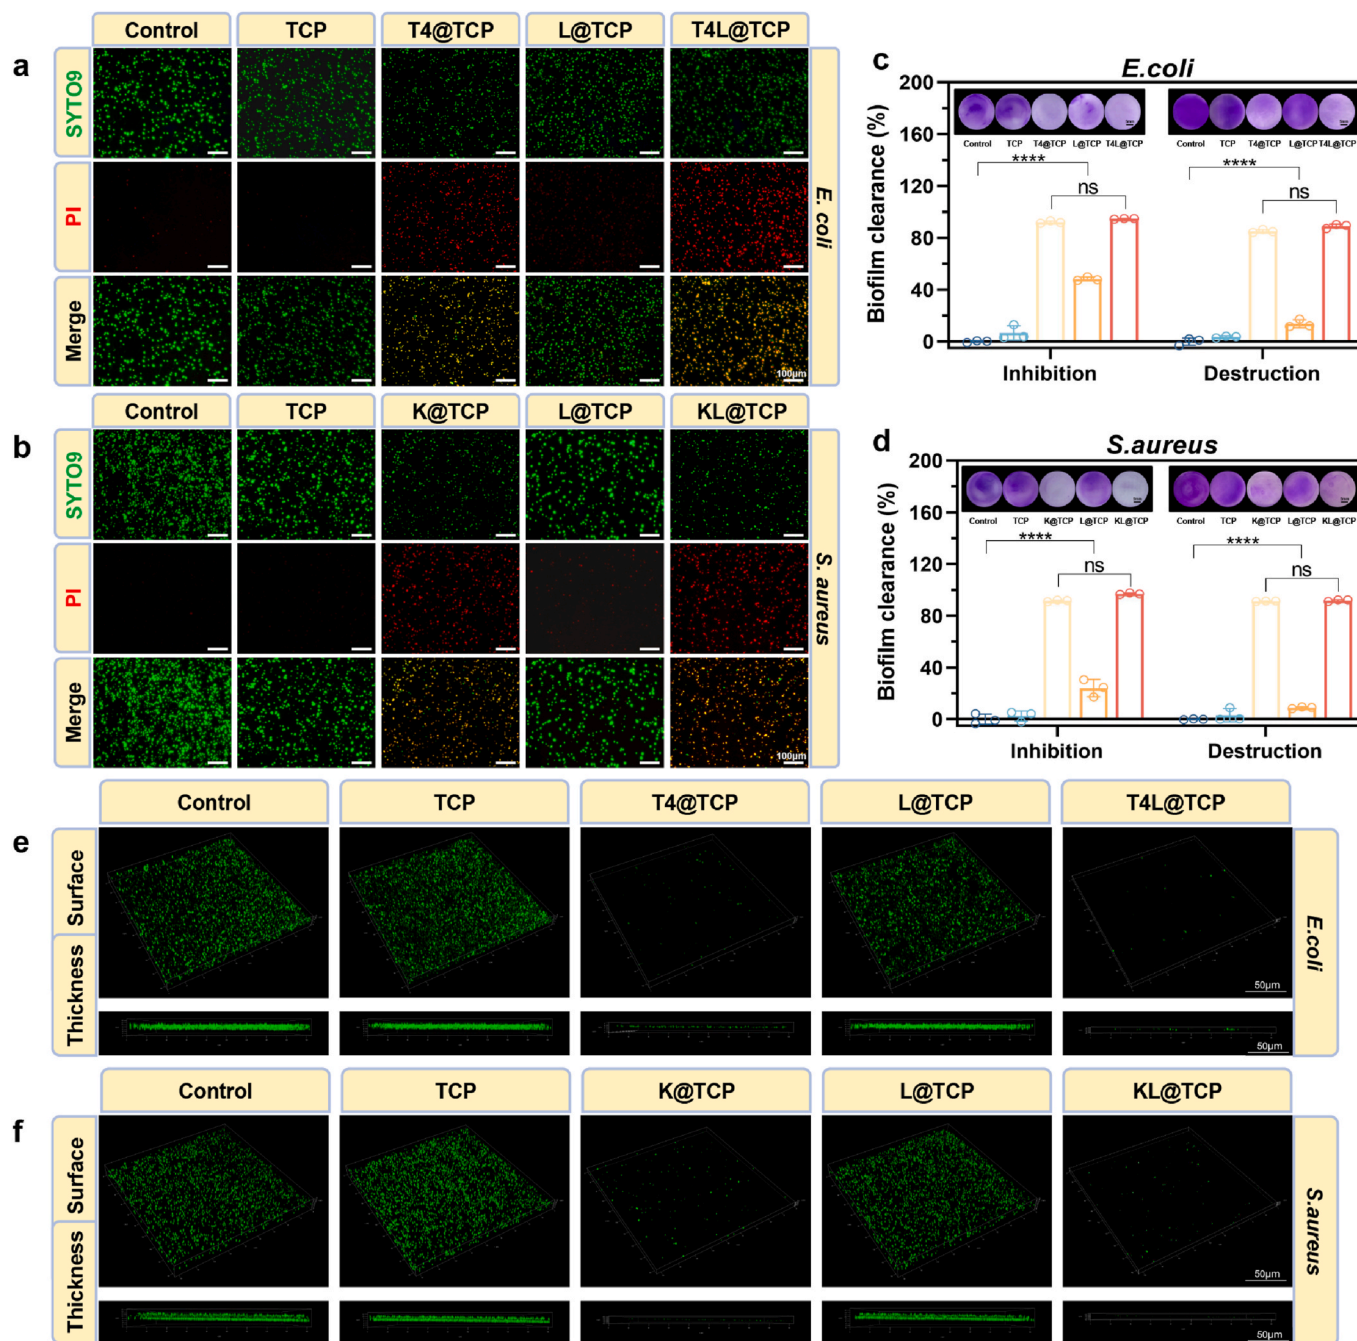 Control TCP T4@TCP L@TCP T4L@TCP
a
SYTO9
PI
Merge
E. coli
100μm
Control TCP K@TCP L@TCP KL@TCP
b
SYTO9
PI
Merge
S. aureus
100μm
c
E.coli
Biofilm clearance (%)
200
160
120
80
40
0
Control TCP T4@TCP L@TCP T4L@TCP
Control TCP T4@TCP L@TCP T4L@TCP
**** ****
ns ns
Inhibition Destruction
d
S.aureus
Biofilm clearance (%)
200
160
120
80
40
0
Control TCP K@TCP L@TCP KL@TCP
Control TCP K@TCP L@TCP KL@TCP
**** ****
ns ns
Inhibition Destruction
Control TCP T4@TCP L@TCP T4L@TCP
e
Surface
Thickness
E.coli
50μm
50μm
Control TCP K@TCP L@TCP KL@TCP
f
Surface
Thickness
S.aureus
50μm
50μm